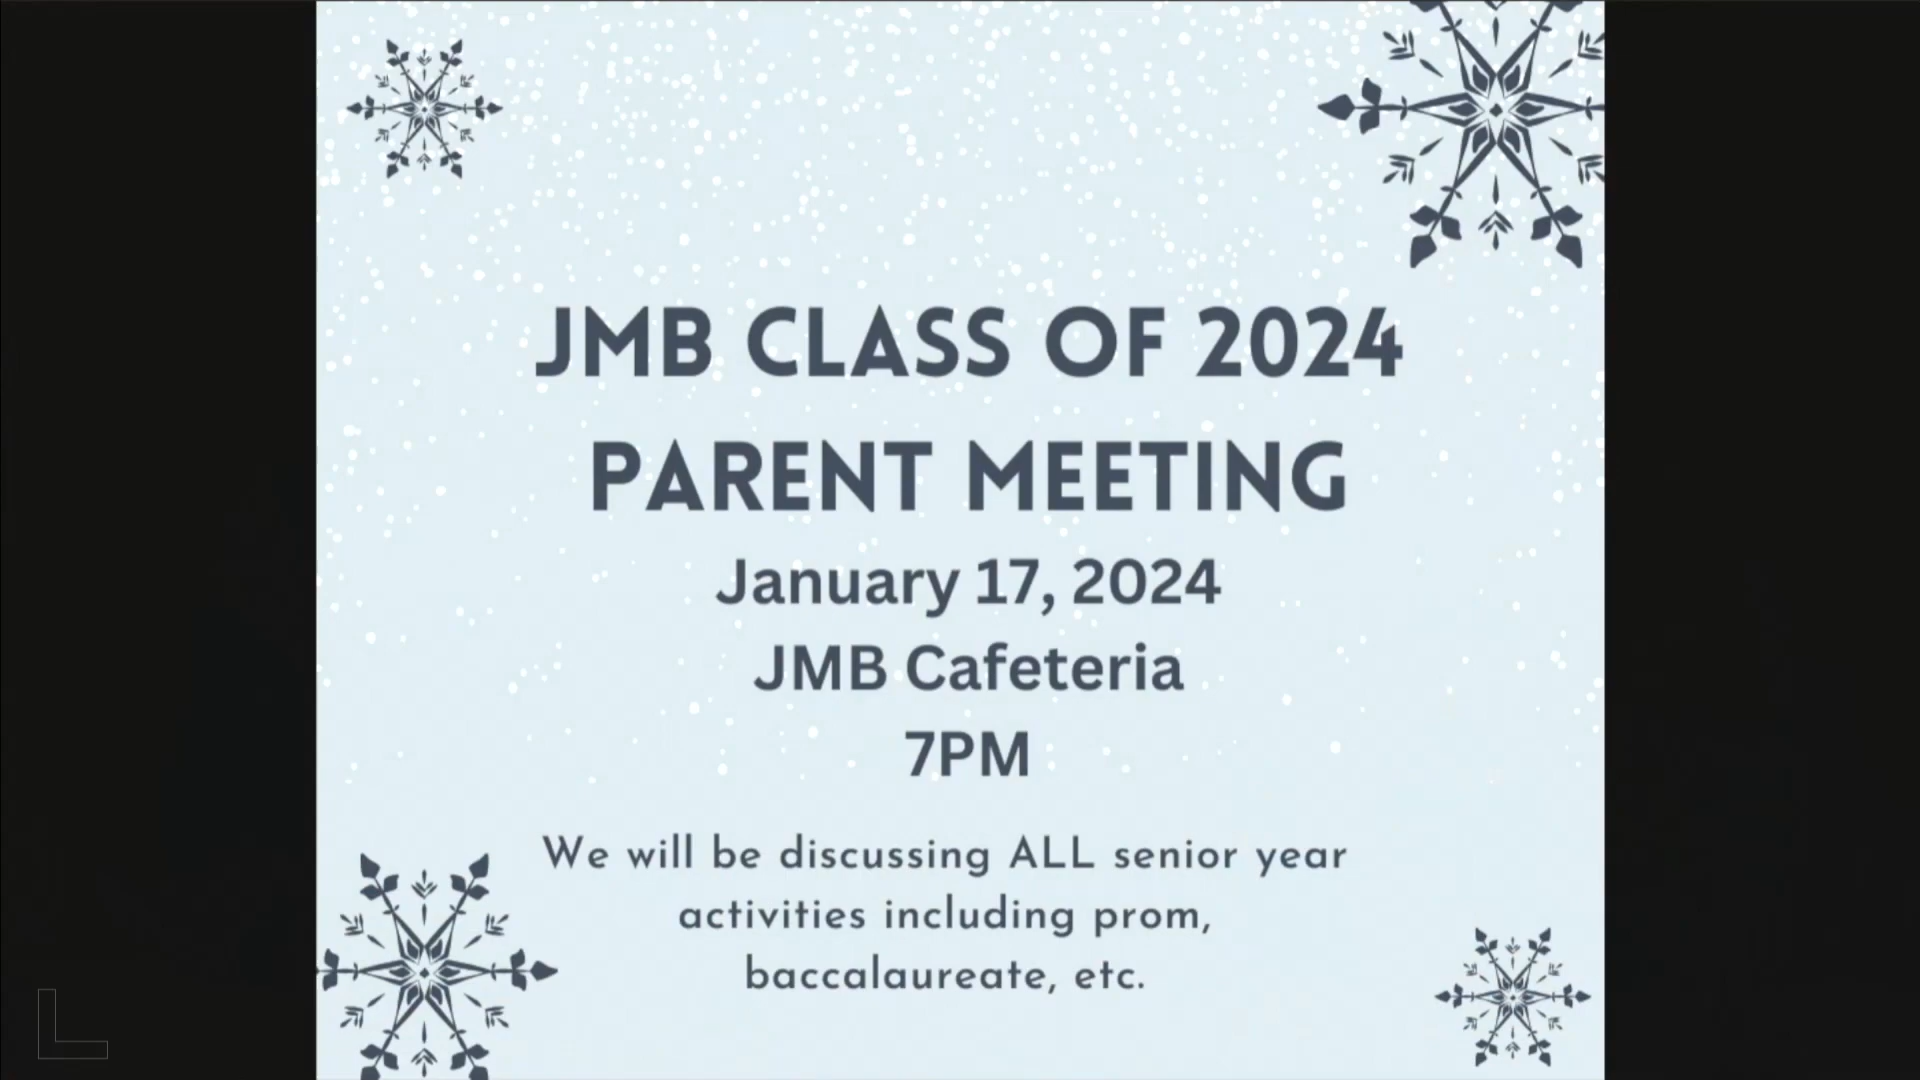 JMB CLASS OF 2024
PARENT MEETING
January 17, 2024
JMB Cafeteria
7PM
We will be discussing ALL senior year
activities including prom,
baccalaureate, etc.